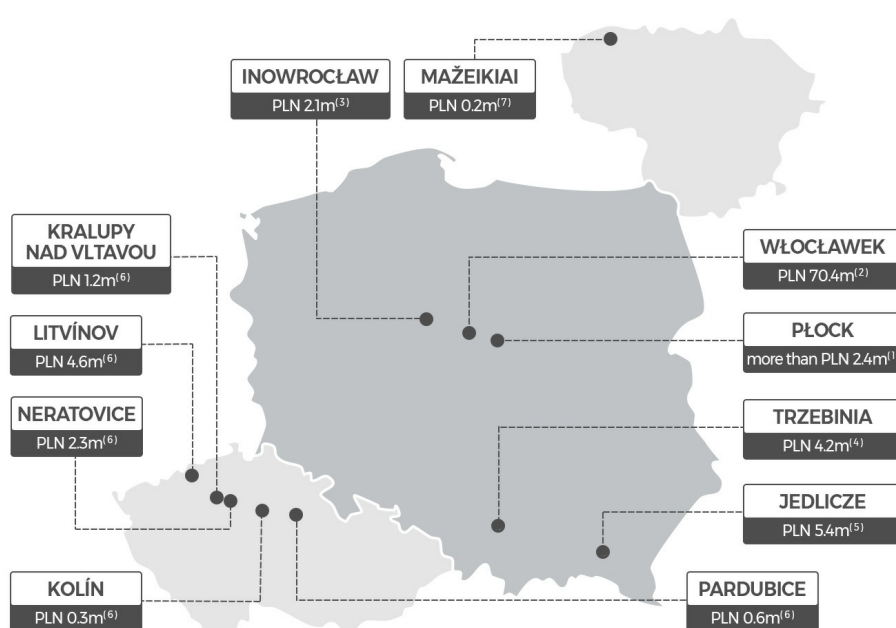 INOWROCŁAW
PLN 2.1m(3)
MAŽEIKIAI
PLN 0.2m(7)
KRALUPY
NAD VLTAVOU
PLN 1.2m(6)
WŁOCŁAWEK
PLN 70.4m(2)
LITVÍNOV
PLN 4.6m(6)
PŁOCK
more than PLN 2.4m(1
NERATOVICE
PLN 2.3m(6)
TRZEBINIA
PLN 4.2m(4)
JEDLICZE
PLN 5.4m(5)
KOLÍN
PLN 0.3m(6)
PARDUBICE
PLN 0.6m(6)